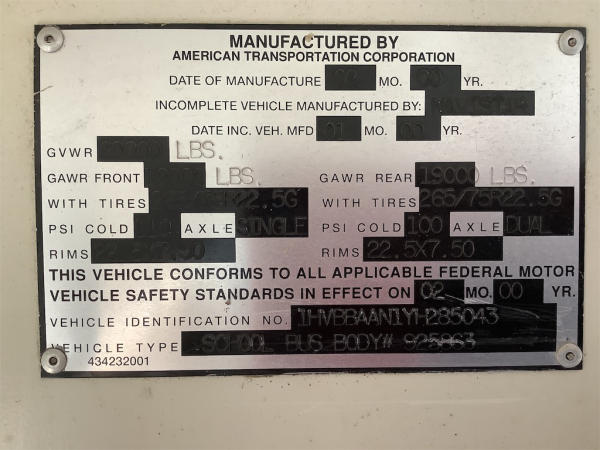 MANUFACTURED BY
AMERICAN TRANSPORTATION CORPORATION
DATE OF MANUFACTURE 02 MO. 00 YR.
INCOMPLETE VEHICLE MANUFACTURED BY:
DATE INC. VEH. MFD 01 MO. 00 YR.
GVWR LBS.
GAWR FRONT LBS. GAWR REAR 19000 LBS.
WITH TIRES WITH TIRES 265/75R22.5G
PSI COLD AXLE SINGLE PSI COLD 100 AXLE DUAL
RIMS RIMS 22.5X7.50
THIS VEHICLE CONFORMS TO ALL APPLICABLE FEDERAL MOTOR
VEHICLE SAFETY STANDARDS IN EFFECT ON 02 MO. 00 YR.
VEHICLE IDENTIFICATION NO. 1HVBBAAN1YH285043
VEHICLE TYPE SCHOOL BUS BODY#
434232001